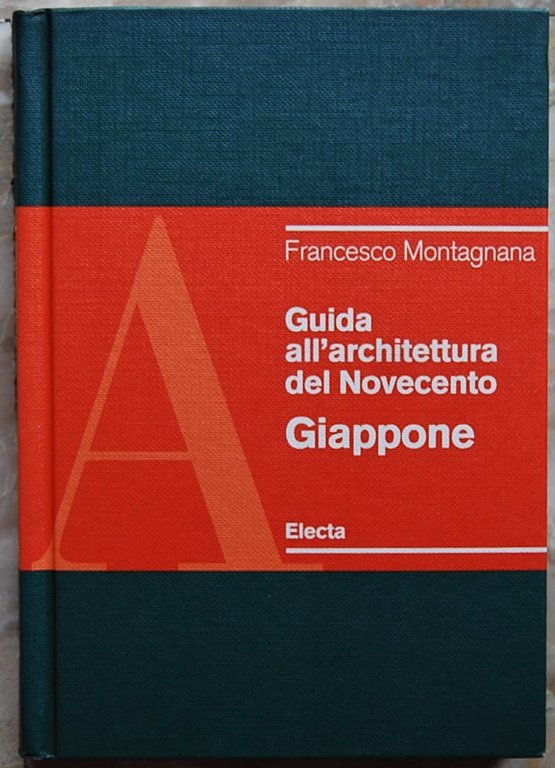 A
Francesco Montagnana
Guida
all'architettura
del Novecento
Giappone
Electa